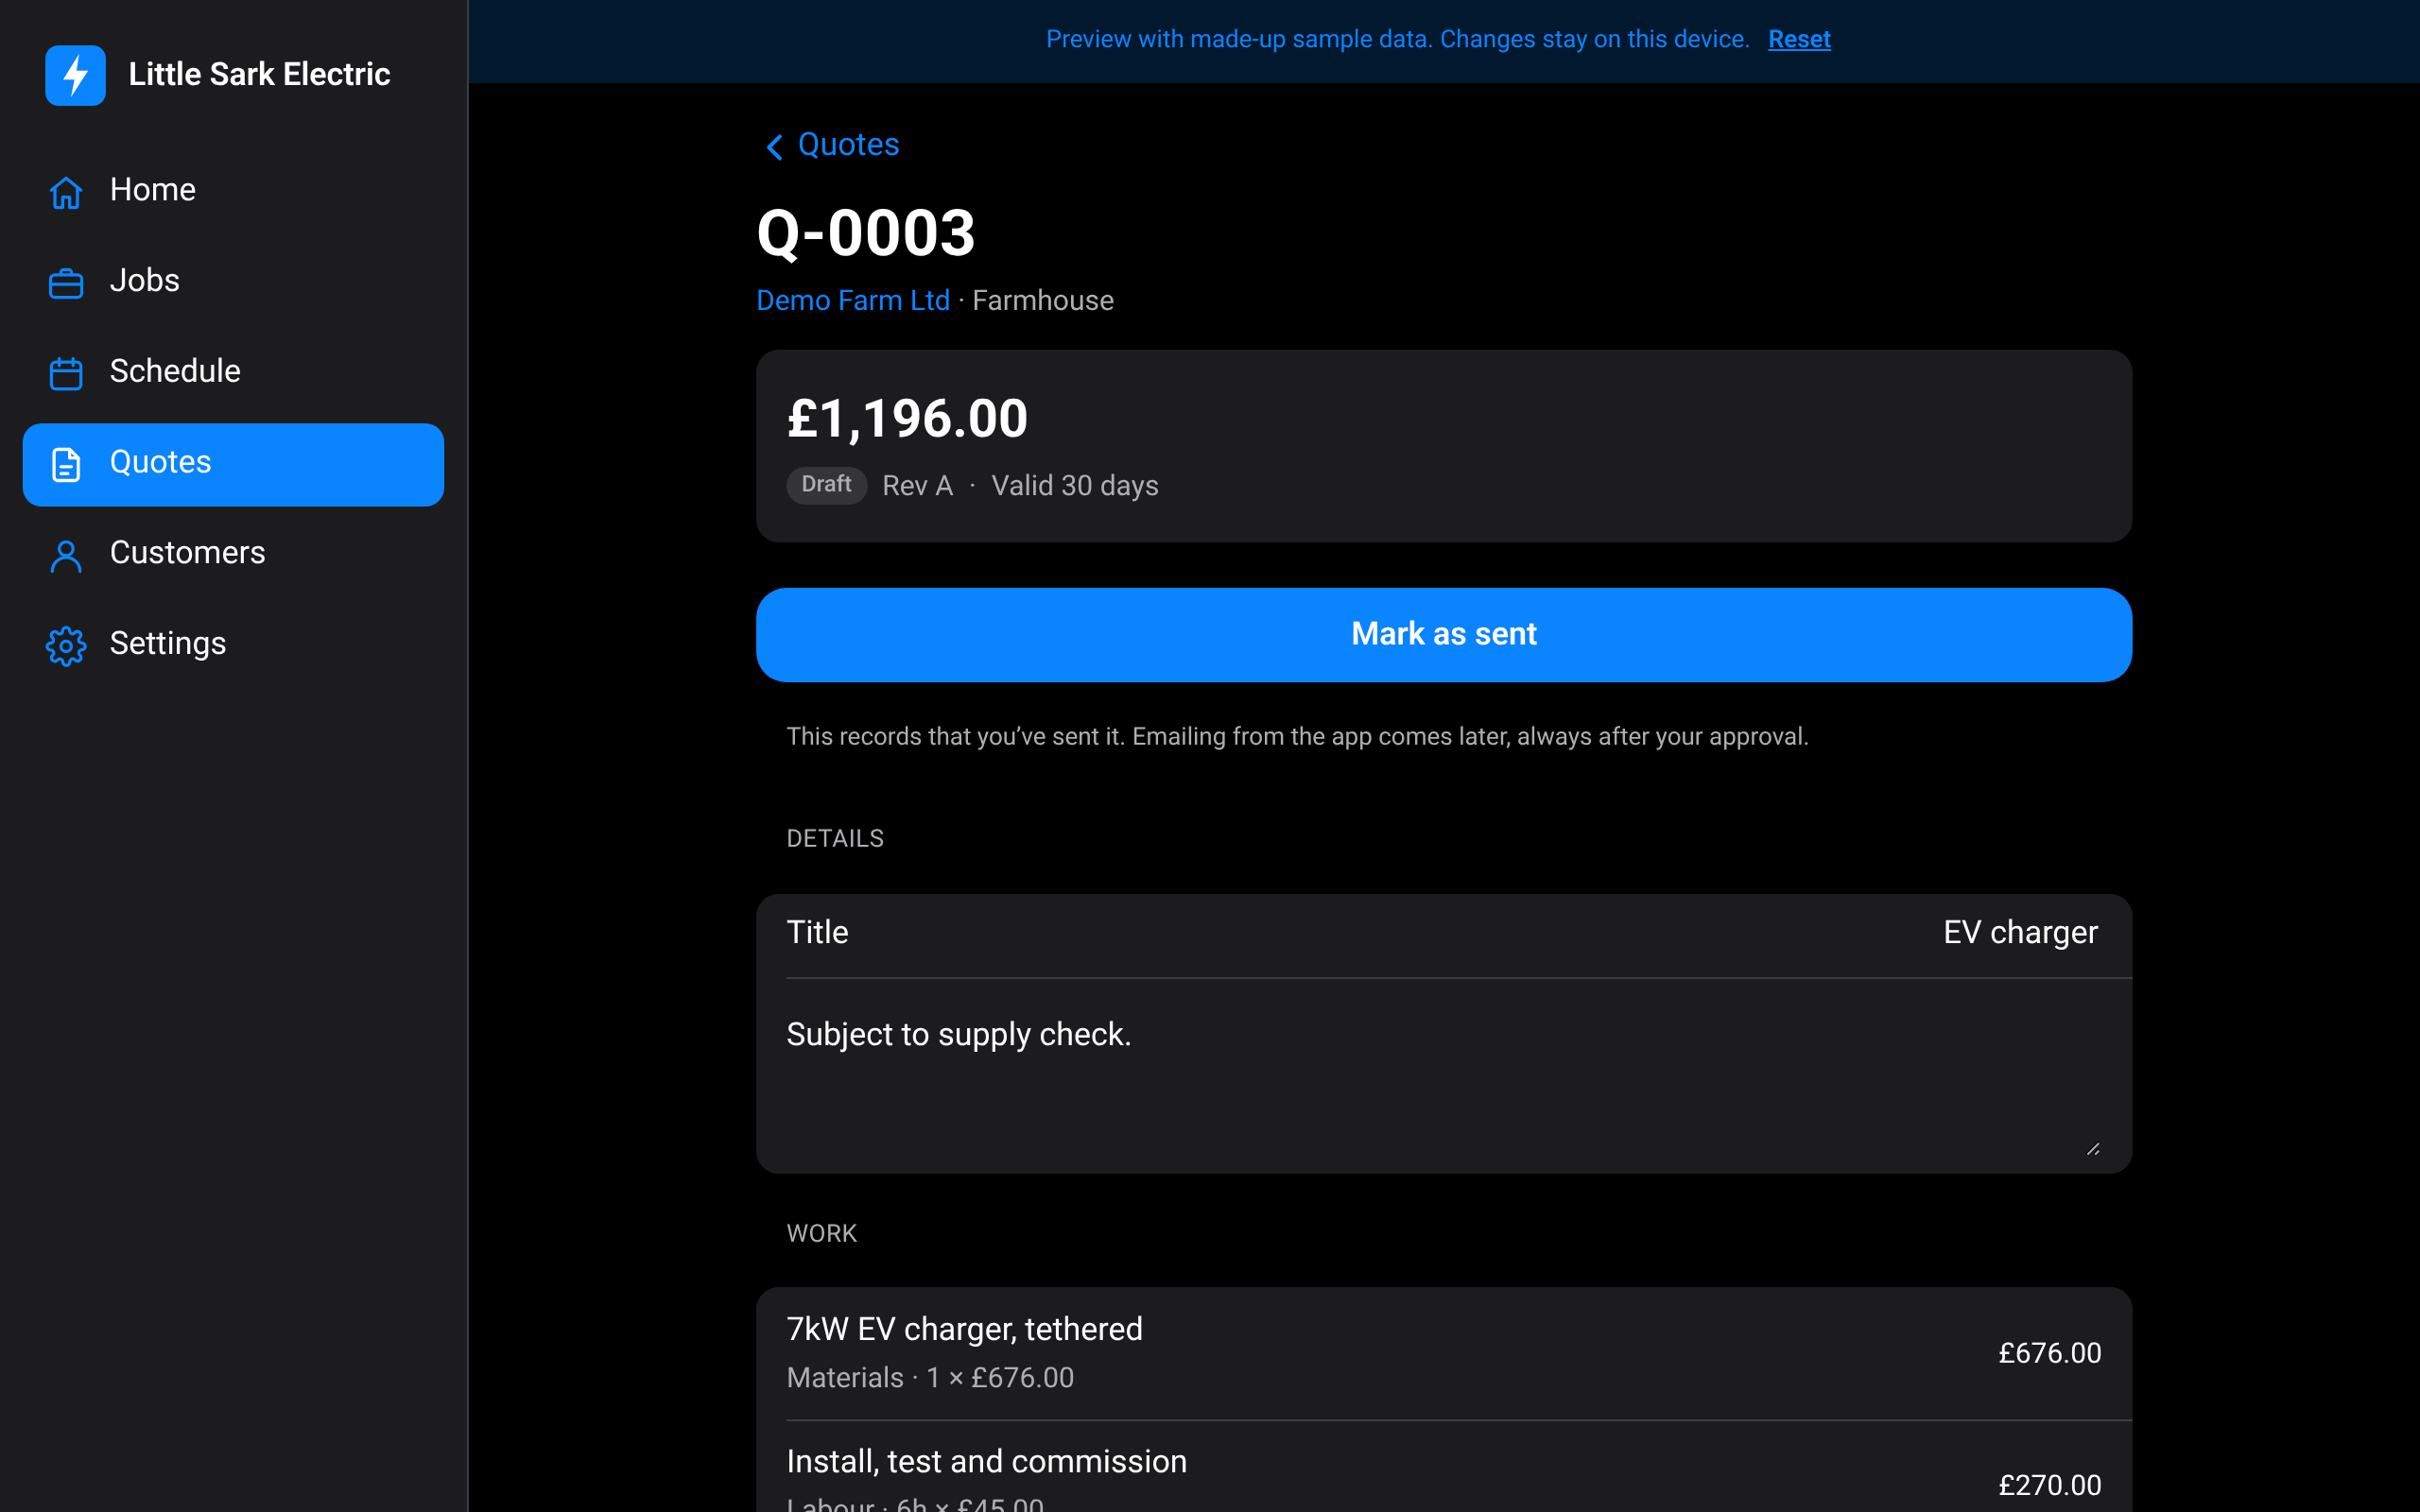 Little Sark Electric
Home
Jobs
Schedule
Quotes
Customers
Settings
Preview with made-up sample data. Changes stay on this device. Reset
Quotes
Q-0003
Demo Farm Ltd · Farmhouse
£1,196.00
Draft Rev A · Valid 30 days
Mark as sent
This records that you’ve sent it. Emailing from the app comes later, always after your approval.
DETAILS
Title EV charger
Subject to supply check.
WORK
7kW EV charger, tethered
£676.00
Materials · 1 × £676.00
Install, test and commission
£270.00
Labour · 6h × £45.00